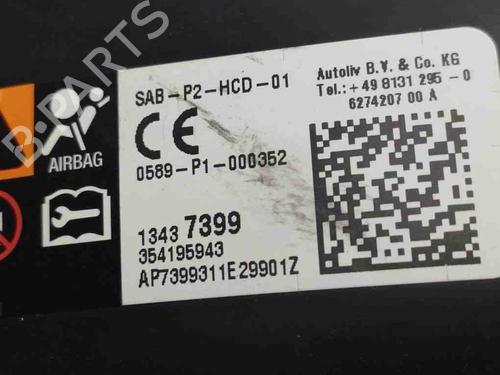 B-PARTS
AIRBAG
SAB-P2-HCD-01
CE
0589-P1-000352
1343 7399
354195943
AP7399311E29901Z
Autoliv B.V. & Co. KG
Tel.:+49 8131 295-0
6274207 00 A